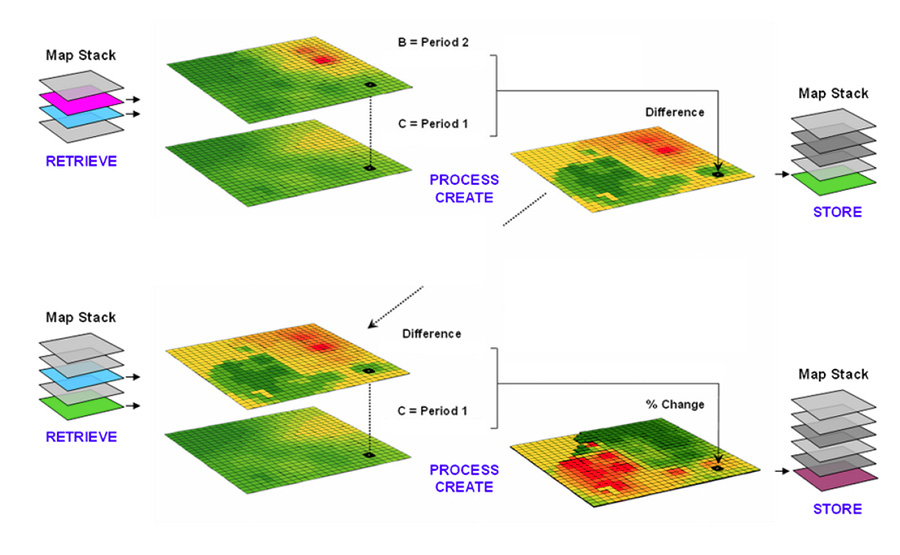 Map Stack
RETRIEVE
B = Period 2
C = Period 1
PROCESS
CREATE
Difference
Map Stack
STORE
Map Stack
RETRIEVE
Difference
C = Period 1
PROCESS
CREATE
% Change
Map Stack
STORE